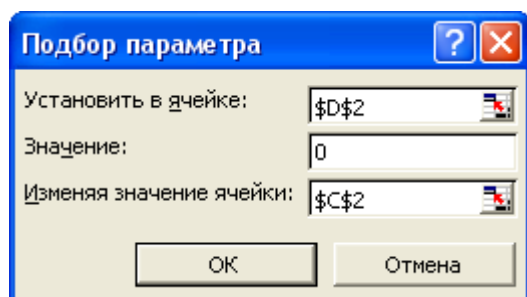 Подбор параметра
Установить в ячейке: $D$2
Значение: 0
Изменяя значение ячейки: $C$2
ОК Отмена